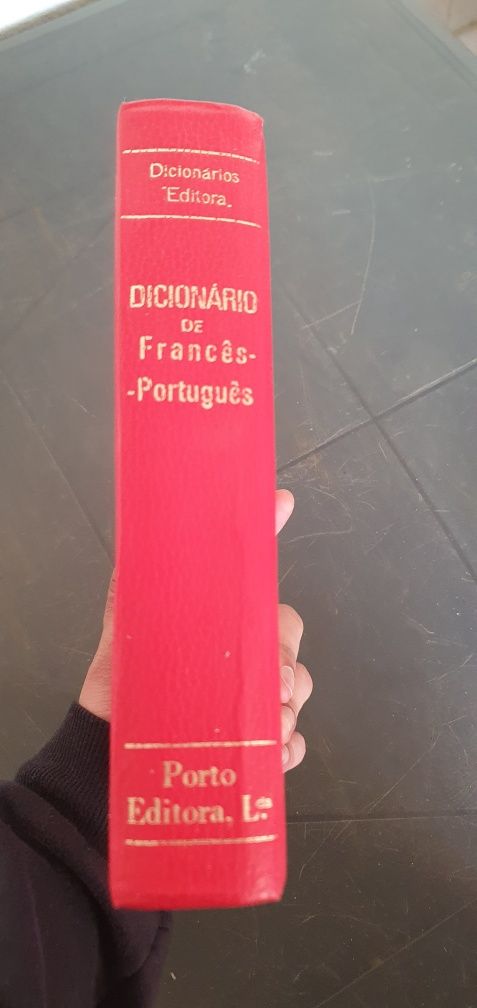 Dicionários
Editora
DICIONÁRIO
DE
Francês-
-Português
Porto
Editora, L.da